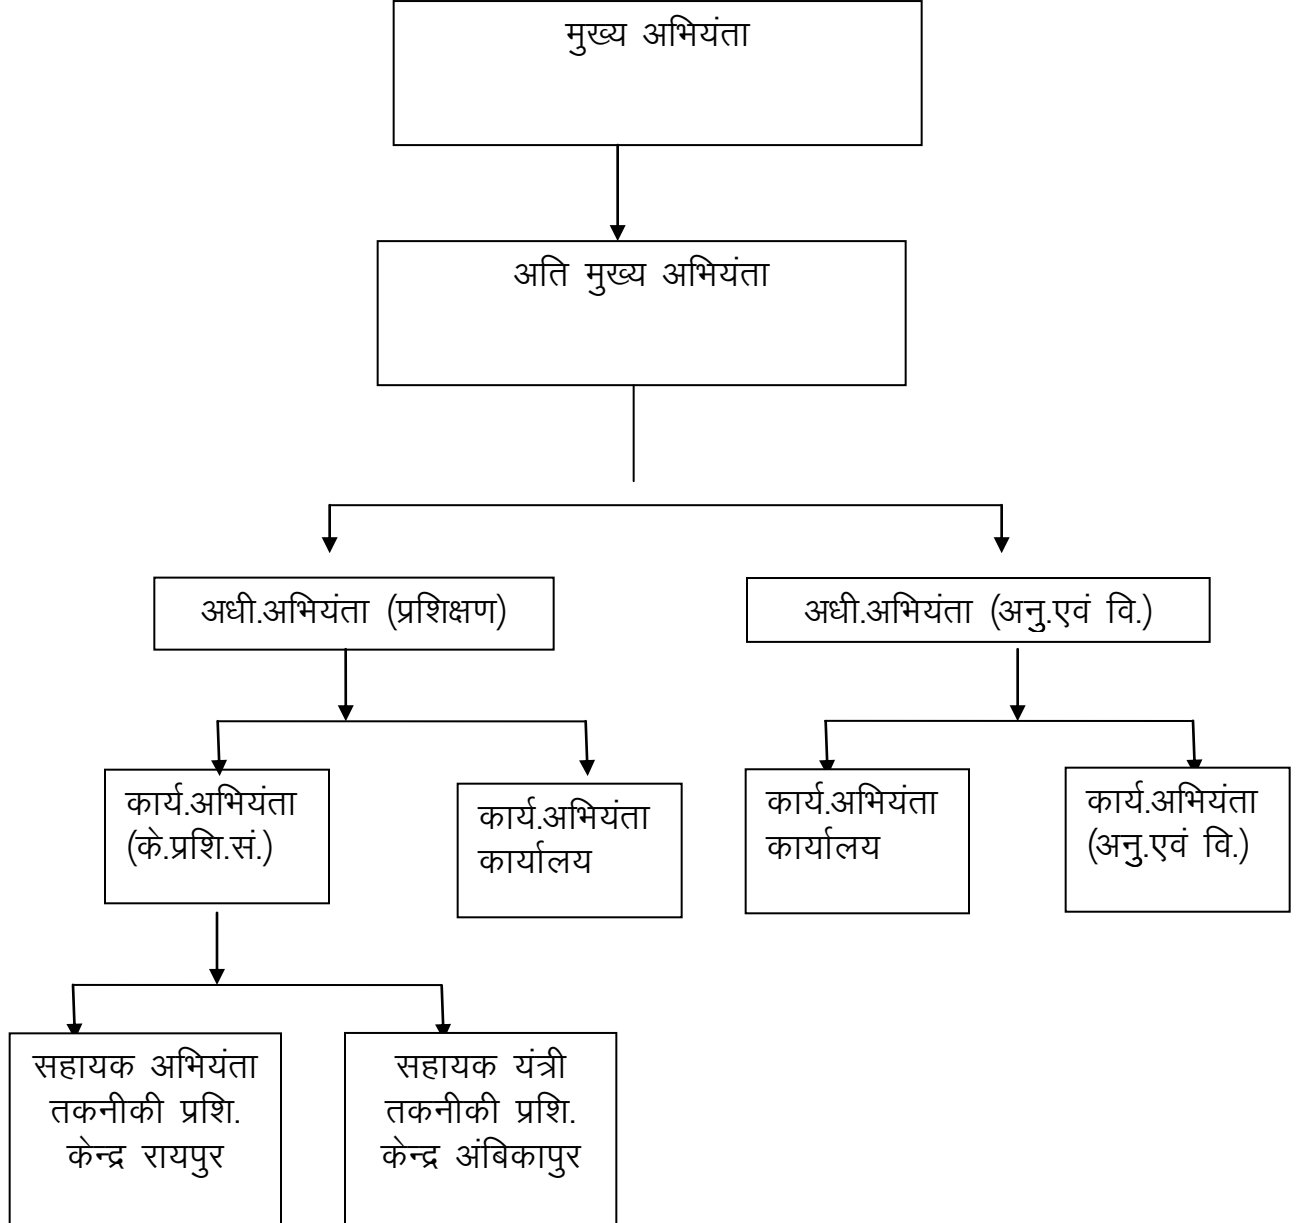 मुख्य अभियंता
अति मुख्य अभियंता
अधी.अभियंता (प्रशिक्षण)
अधी.अभियंता (अनु.एवं वि.)
कार्य.अभियंता
(के.प्रशि.सं.)
कार्य.अभियंता
कार्यालय
कार्य.अभियंता
कार्यालय
कार्य.अभियंता
(अनु.एवं वि.)
सहायक अभियंता
तकनीकी प्रशि.
केन्द्र रायपुर
सहायक यंत्री
तकनीकी प्रशि.
केन्द्र अंबिकापुर